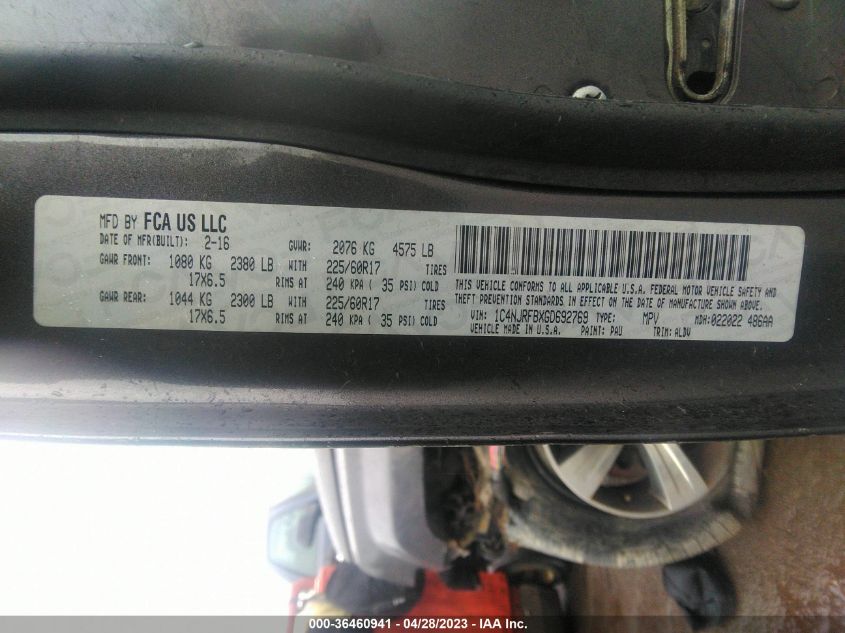 MFD BY FCA US LLC
DATE OF MFR(BUILT): 2-16 GVWR: 2076 KG 4575 LB
GAWR FRONT: 1080 KG 2380 LB WITH 225/60R17 TIRES
17X6.5 RIMS AT 240 KPA ( 35 PSI) COLD
GAWR REAR: 1044 KG 2300 LB WITH 225/60R17 TIRES
17X6.5 RIMS AT 240 KPA ( 35 PSI) COLD
THIS VEHICLE CONFORMS TO ALL APPLICABLE U.S.A. FEDERAL MOTOR VEHICLE SAFETY AND
THEFT PREVENTION STANDARDS IN EFFECT ON THE DATE OF MANUFACTURE SHOWN ABOVE.
VIN: 1C4NJRFBXGD692769 TYPE: MPV MDH:022022 486AA
VEHICLE MADE IN U.S.A. PAINT: PAU TRIM: ALDV
000-36460941 - 04/28/2023 - IAA Inc.